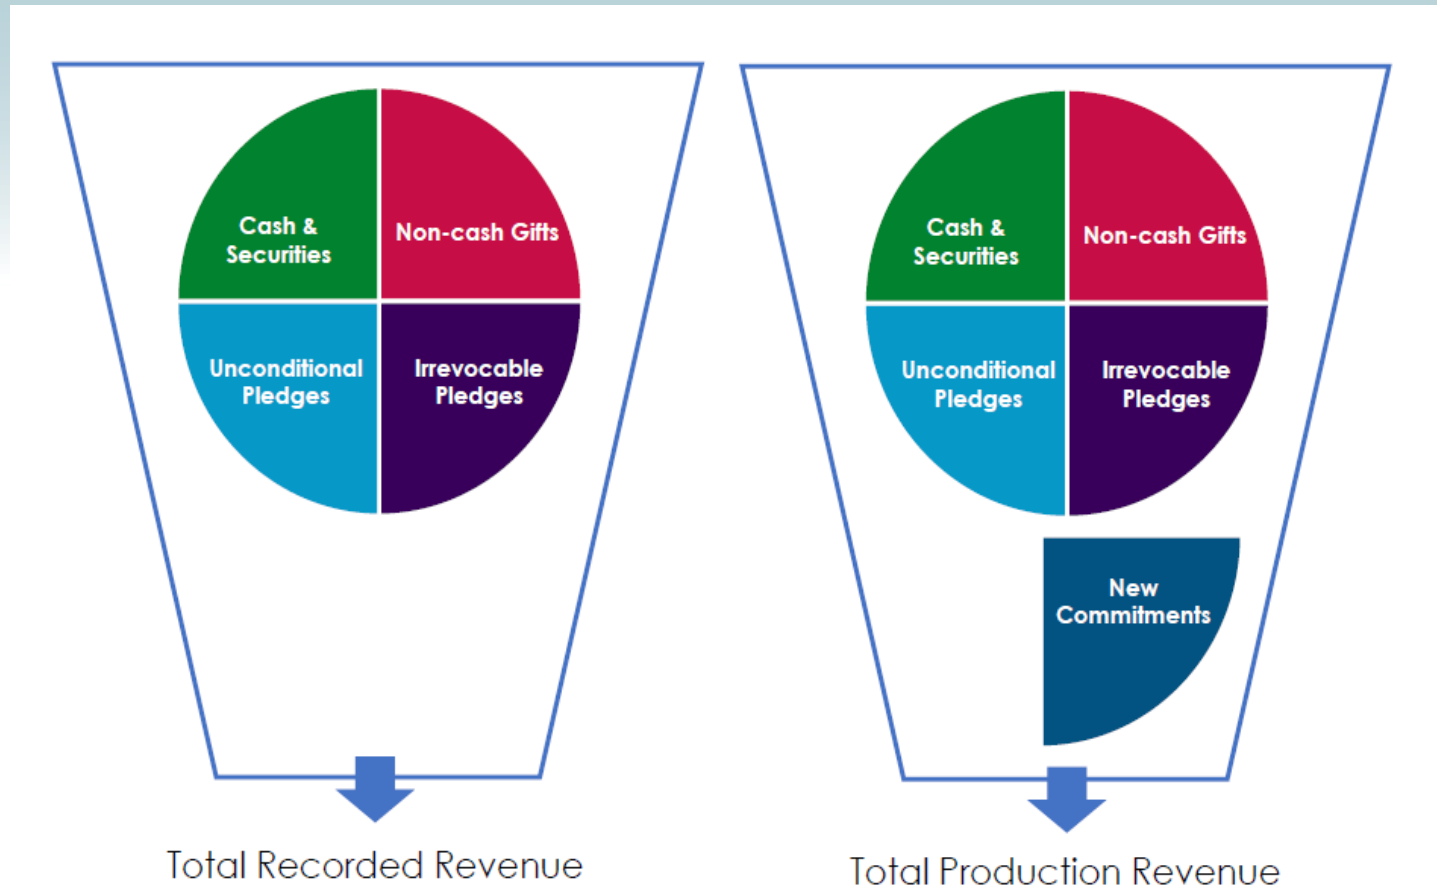 Cash &
Securities
Non-cash Gifts
Unconditional
Pledges
Irrevocable
Pledges
Total Recorded Revenue
Cash &
Securities
Non-cash Gifts
Unconditional
Pledges
Irrevocable
Pledges
New
Commitments
Total Production Revenue